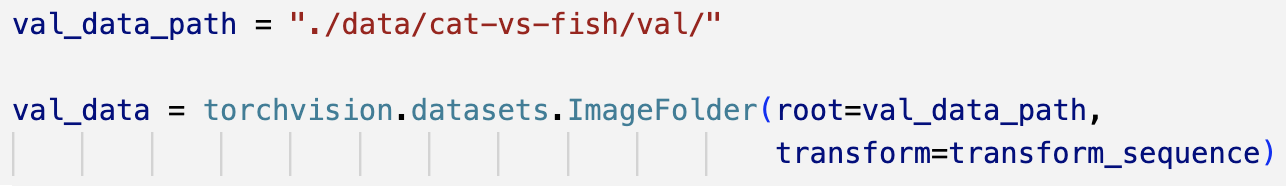 val_data_path = "./data/cat-vs-fish/val/"
val_data = torchvision.datasets.ImageFolder(root=val_data_path,
transform=transform_sequence)